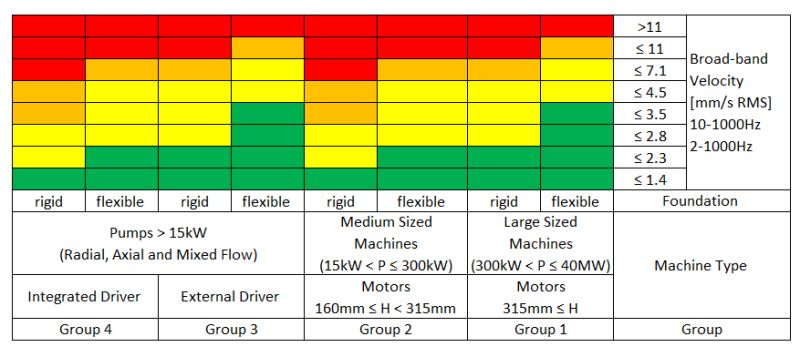 >11
≤ 11
≤ 7.1
≤ 4.5
≤ 3.5
≤ 2.8
≤ 2.3
≤ 1.4
Broad-band
Velocity
[mm/s RMS]
10-1000Hz
2-1000Hz
rigid flexible rigid flexible rigid flexible rigid flexible Foundation
Pumps > 15kW
(Radial, Axial and Mixed Flow)
Medium Sized
Machines
(15kW < P ≤ 300kW)
Large Sized
Machines
(300kW < P ≤ 40MW)
Machine Type
Integrated Driver External Driver
Motors
160mm ≤ H < 315mm
Motors
315mm ≤ H
Group 4 Group 3 Group 2 Group 1 Group